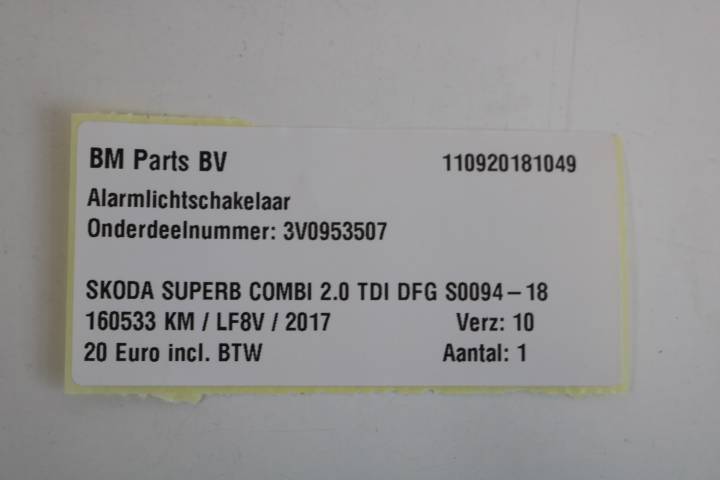 BM Parts BV 110920181049
Alarmlichtschakelaar
Onderdeelnummer: 3V0953507
SKODA SUPERB COMBI 2.0 TDI DFG S0094-18
160533 KM / LF8V / 2017 Verz: 10
20 Euro incl. BTW Aantal: 1